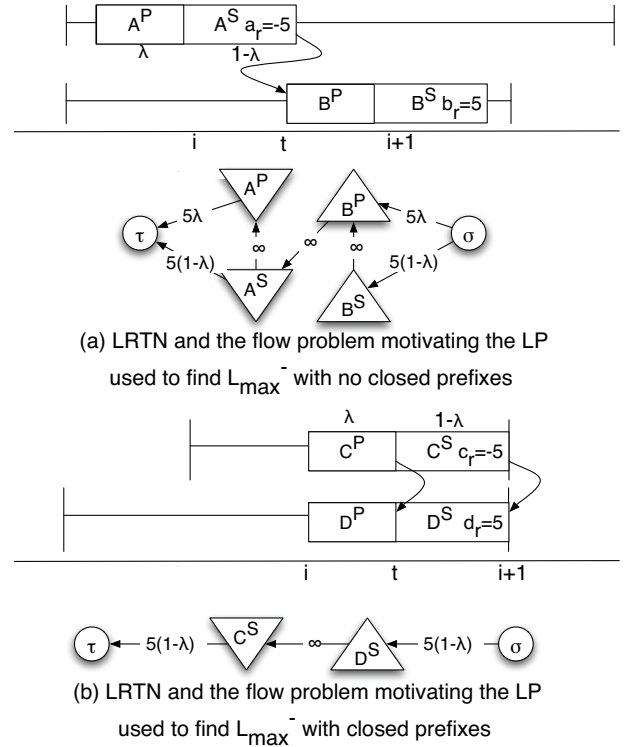 A^P A^S a_r=-5
λ 1-λ
B^P B^S b_r=5
i t i+1
A^P B^P
5λ 5λ
τ ∞ ∞ ∞ σ
5(1-λ) 5(1-λ)
A^S B^S
(a) LRTN and the flow problem motivating the LP
used to find L_max^- with no closed prefixes
λ 1-λ
C^P C^S c_r=-5
D^P D^S d_r=5
i t i+1
τ 5(1-λ) C^S ∞ D^S 5(1-λ) σ
(b) LRTN and the flow problem motivating the LP
used to find L_max^- with closed prefixes